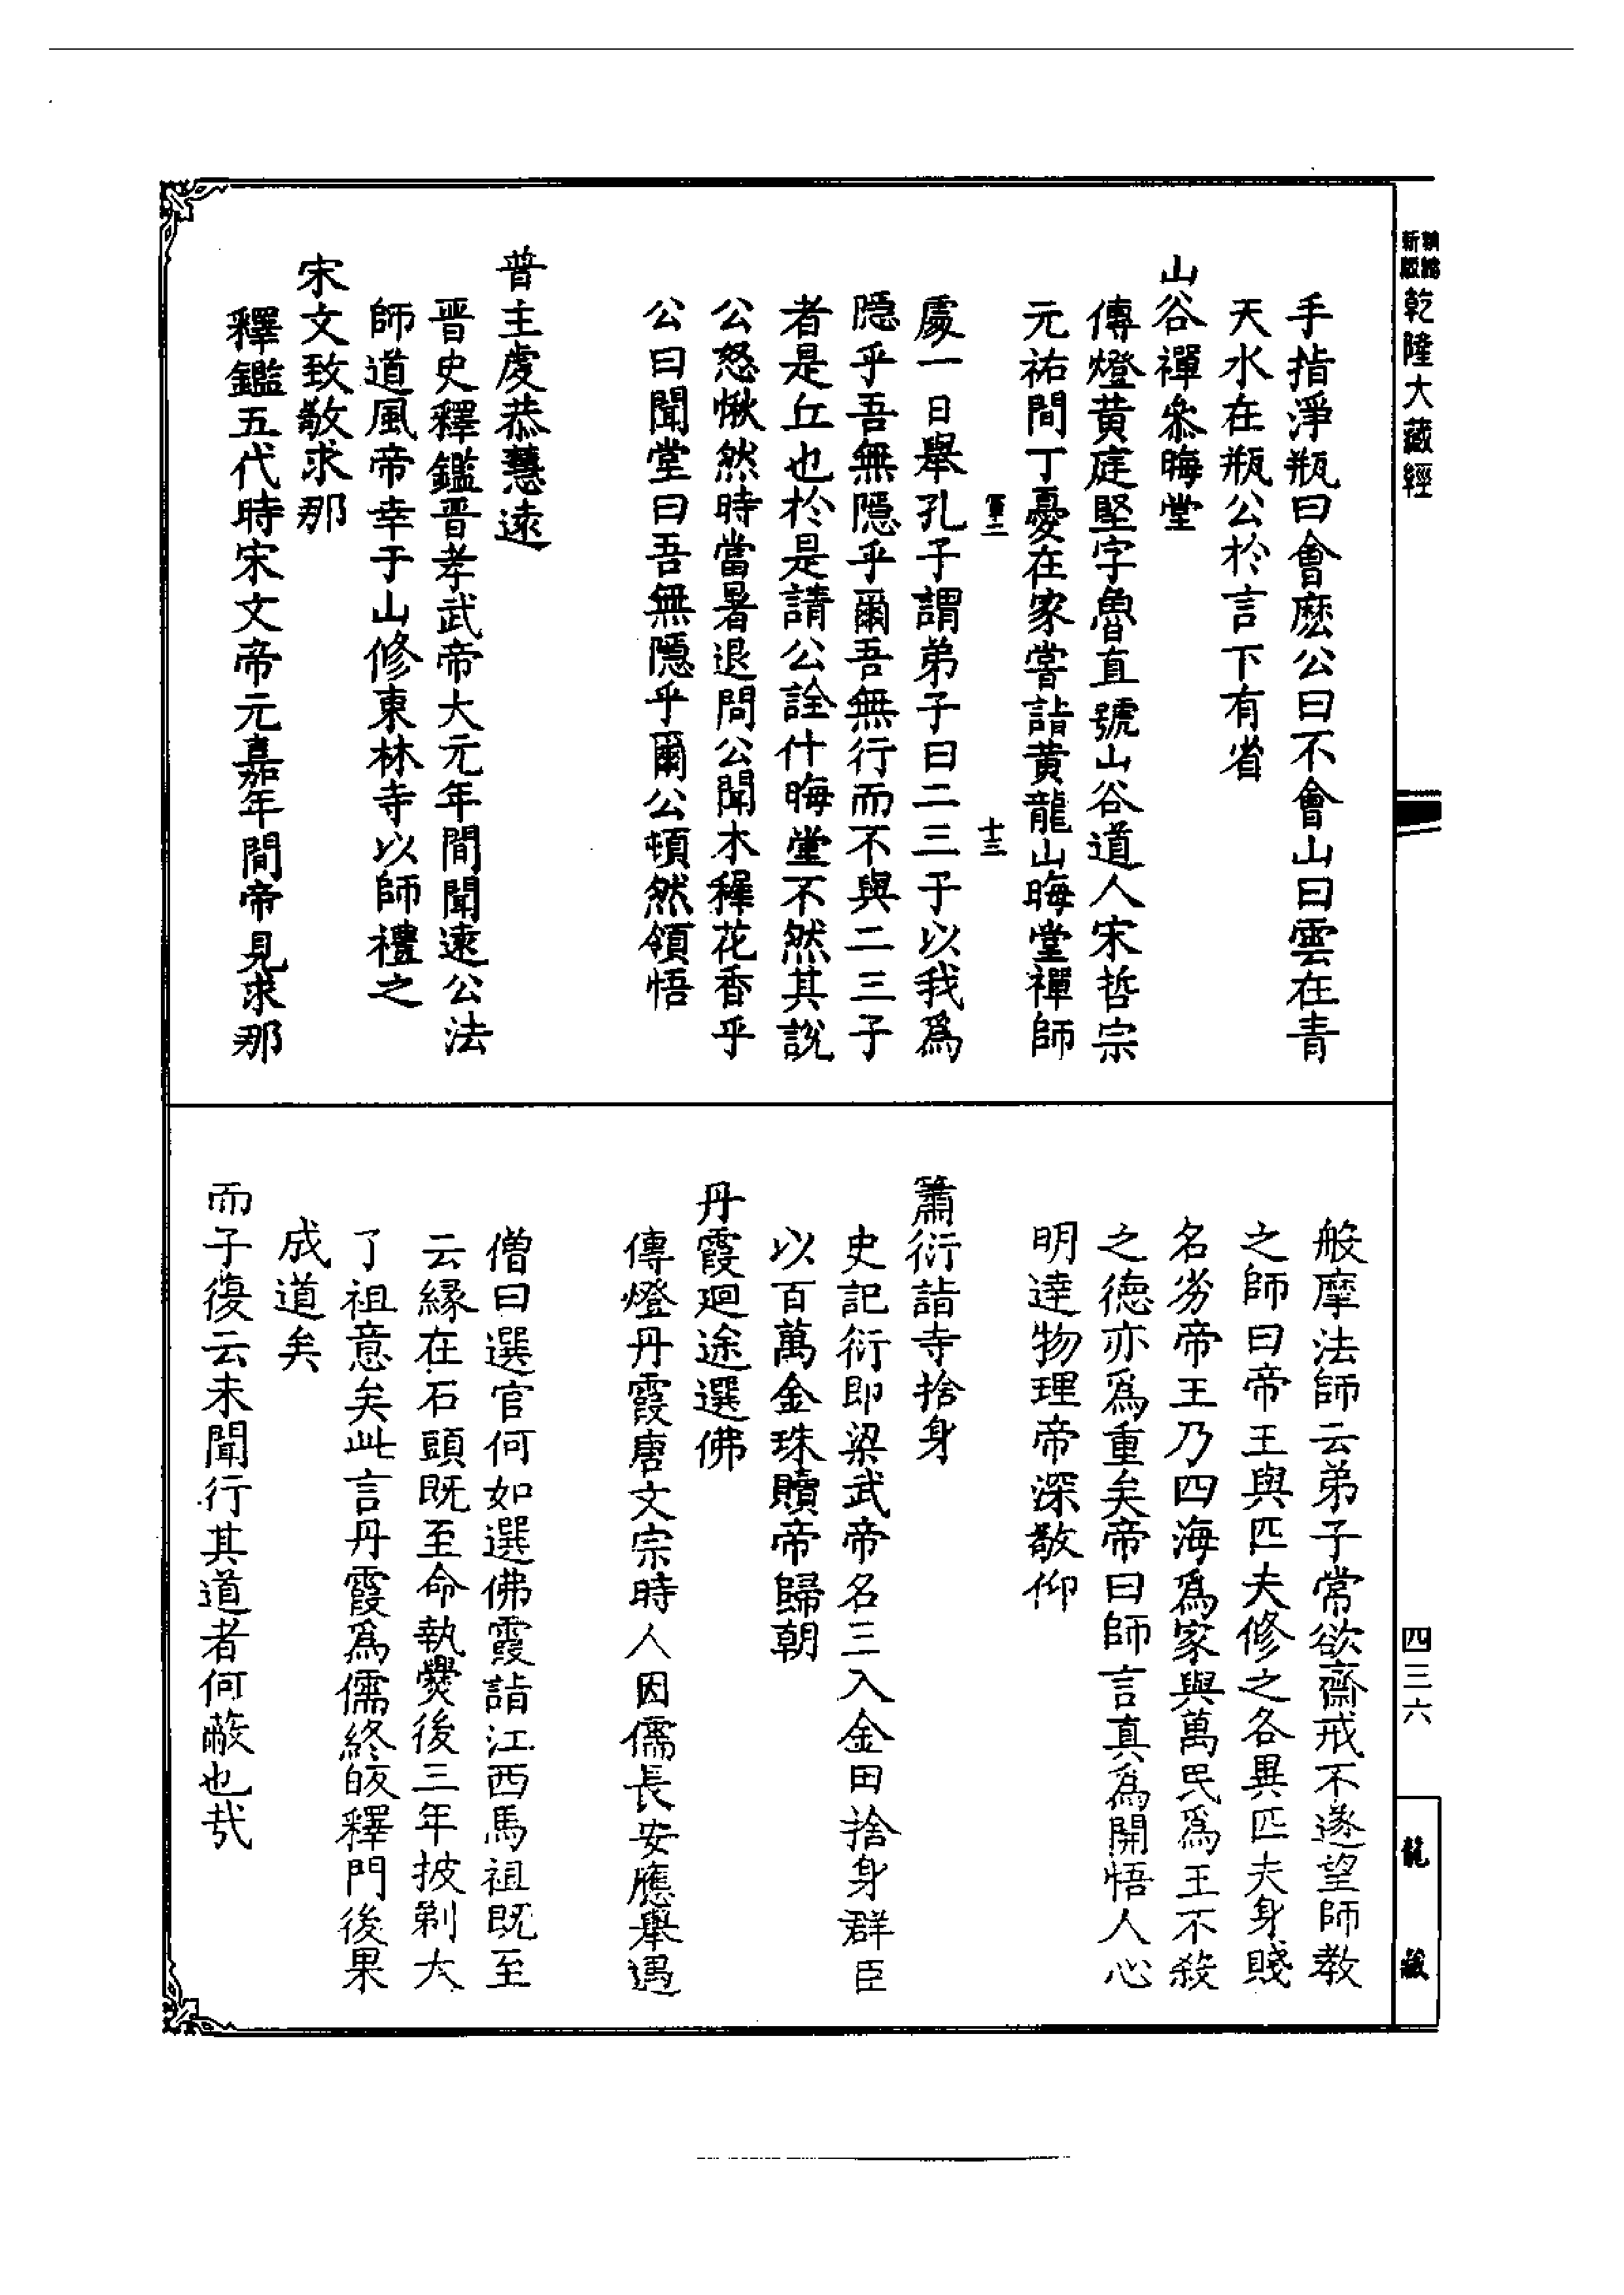 乾隆大藏經
手指淨瓶曰會麽公曰不會山曰雲在青
天水在瓶公於言下有省
山谷禪叅晦堂
傳燈黄庭堅字魯直號山谷道人宋哲宗
元祐間丁憂在家嘗詣黄龍山晦堂禪師
軍二 十三
處一日舉孔子謂弟子曰二三子以我爲
隱乎吾無隱乎爾吾無行而不與二三子
者是丘也於是請公詮什晦堂不然其說
公怒愀然時當暑退問公聞木穉花香乎
公曰聞堂曰吾無隱乎爾公頓然領悟
晋主虔恭慧遠
晋史釋鑑晋孝武帝大元年間聞遠公法
師道風帝幸于山修東林寺以師禮之
宋文致敬求那
釋鑑五代時宋文帝元嘉年間帝見求那
般摩法師云弟子常欲齋戒不遂望師教
之師曰帝王與匹夫修之各異匹夫身賤
名劣帝王乃四海爲家與萬民爲王不殺
之德亦爲重矣帝曰師言真爲開悟人心
明達物理帝深敬仰
蕭衍詣寺捨身
史記衍即梁武帝名三入金田捨身群臣
以百萬金珠贖帝歸朝
丹霞廻途選佛
傳燈丹霞唐文宗時人因儒長安應舉遇
僧曰選官何如選佛霞詣江西馬祖既至
云緣在石頭既至命執爨後三年披剃大
了祖意矣此言丹霞爲儒終皈釋門後果
成道矣
而子復云未聞行其道者何蔽也哉
四三六
龍藏